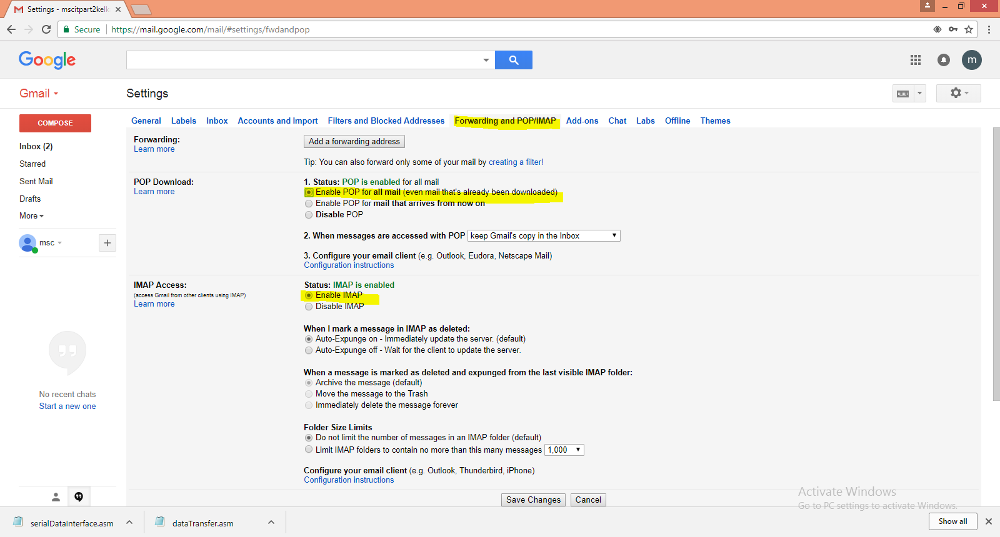 Settings - mscitpart2kelk
Secure https://mail.google.com/mail/#settings/fwdandpop
Google
m
Gmail
Settings
COMPOSE
General Labels Inbox Accounts and Import Filters and Blocked Addresses Forwarding and POP/IMAP Add-ons Chat Labs Offline Themes
Inbox (2)
Starred
Sent Mail
Drafts
More
msc
+
No recent chats
Start a new one
Forwarding:
Learn more
Add a forwarding address
Tip: You can also forward only some of your mail by creating a filter!
POP Download:
Learn more
1. Status: POP is enabled for all mail
Enable POP for all mail (even mail that's already been downloaded)
Enable POP for mail that arrives from now on
Disable POP
2. When messages are accessed with POP keep Gmail's copy in the Inbox
3. Configure your email client (e.g. Outlook, Eudora, Netscape Mail)
Configuration instructions
IMAP Access:
(access Gmail from other clients using IMAP)
Learn more
Status: IMAP is enabled
Enable IMAP
Disable IMAP
When I mark a message in IMAP as deleted:
Auto-Expunge on - Immediately update the server. (default)
Auto-Expunge off - Wait for the client to update the server.
When a message is marked as deleted and expunged from the last visible IMAP folder:
Archive the message (default)
Move the message to the Trash
Immediately delete the message forever
Folder Size Limits
Do not limit the number of messages in an IMAP folder (default)
Limit IMAP folders to contain no more than this many messages 1,000
Configure your email client (e.g. Outlook, Thunderbird, iPhone)
Configuration instructions
Save Changes Cancel
Activate Windows
Go to PC settings to activate Windows.
serialDataInterface.asm
dataTransfer.asm
Show all